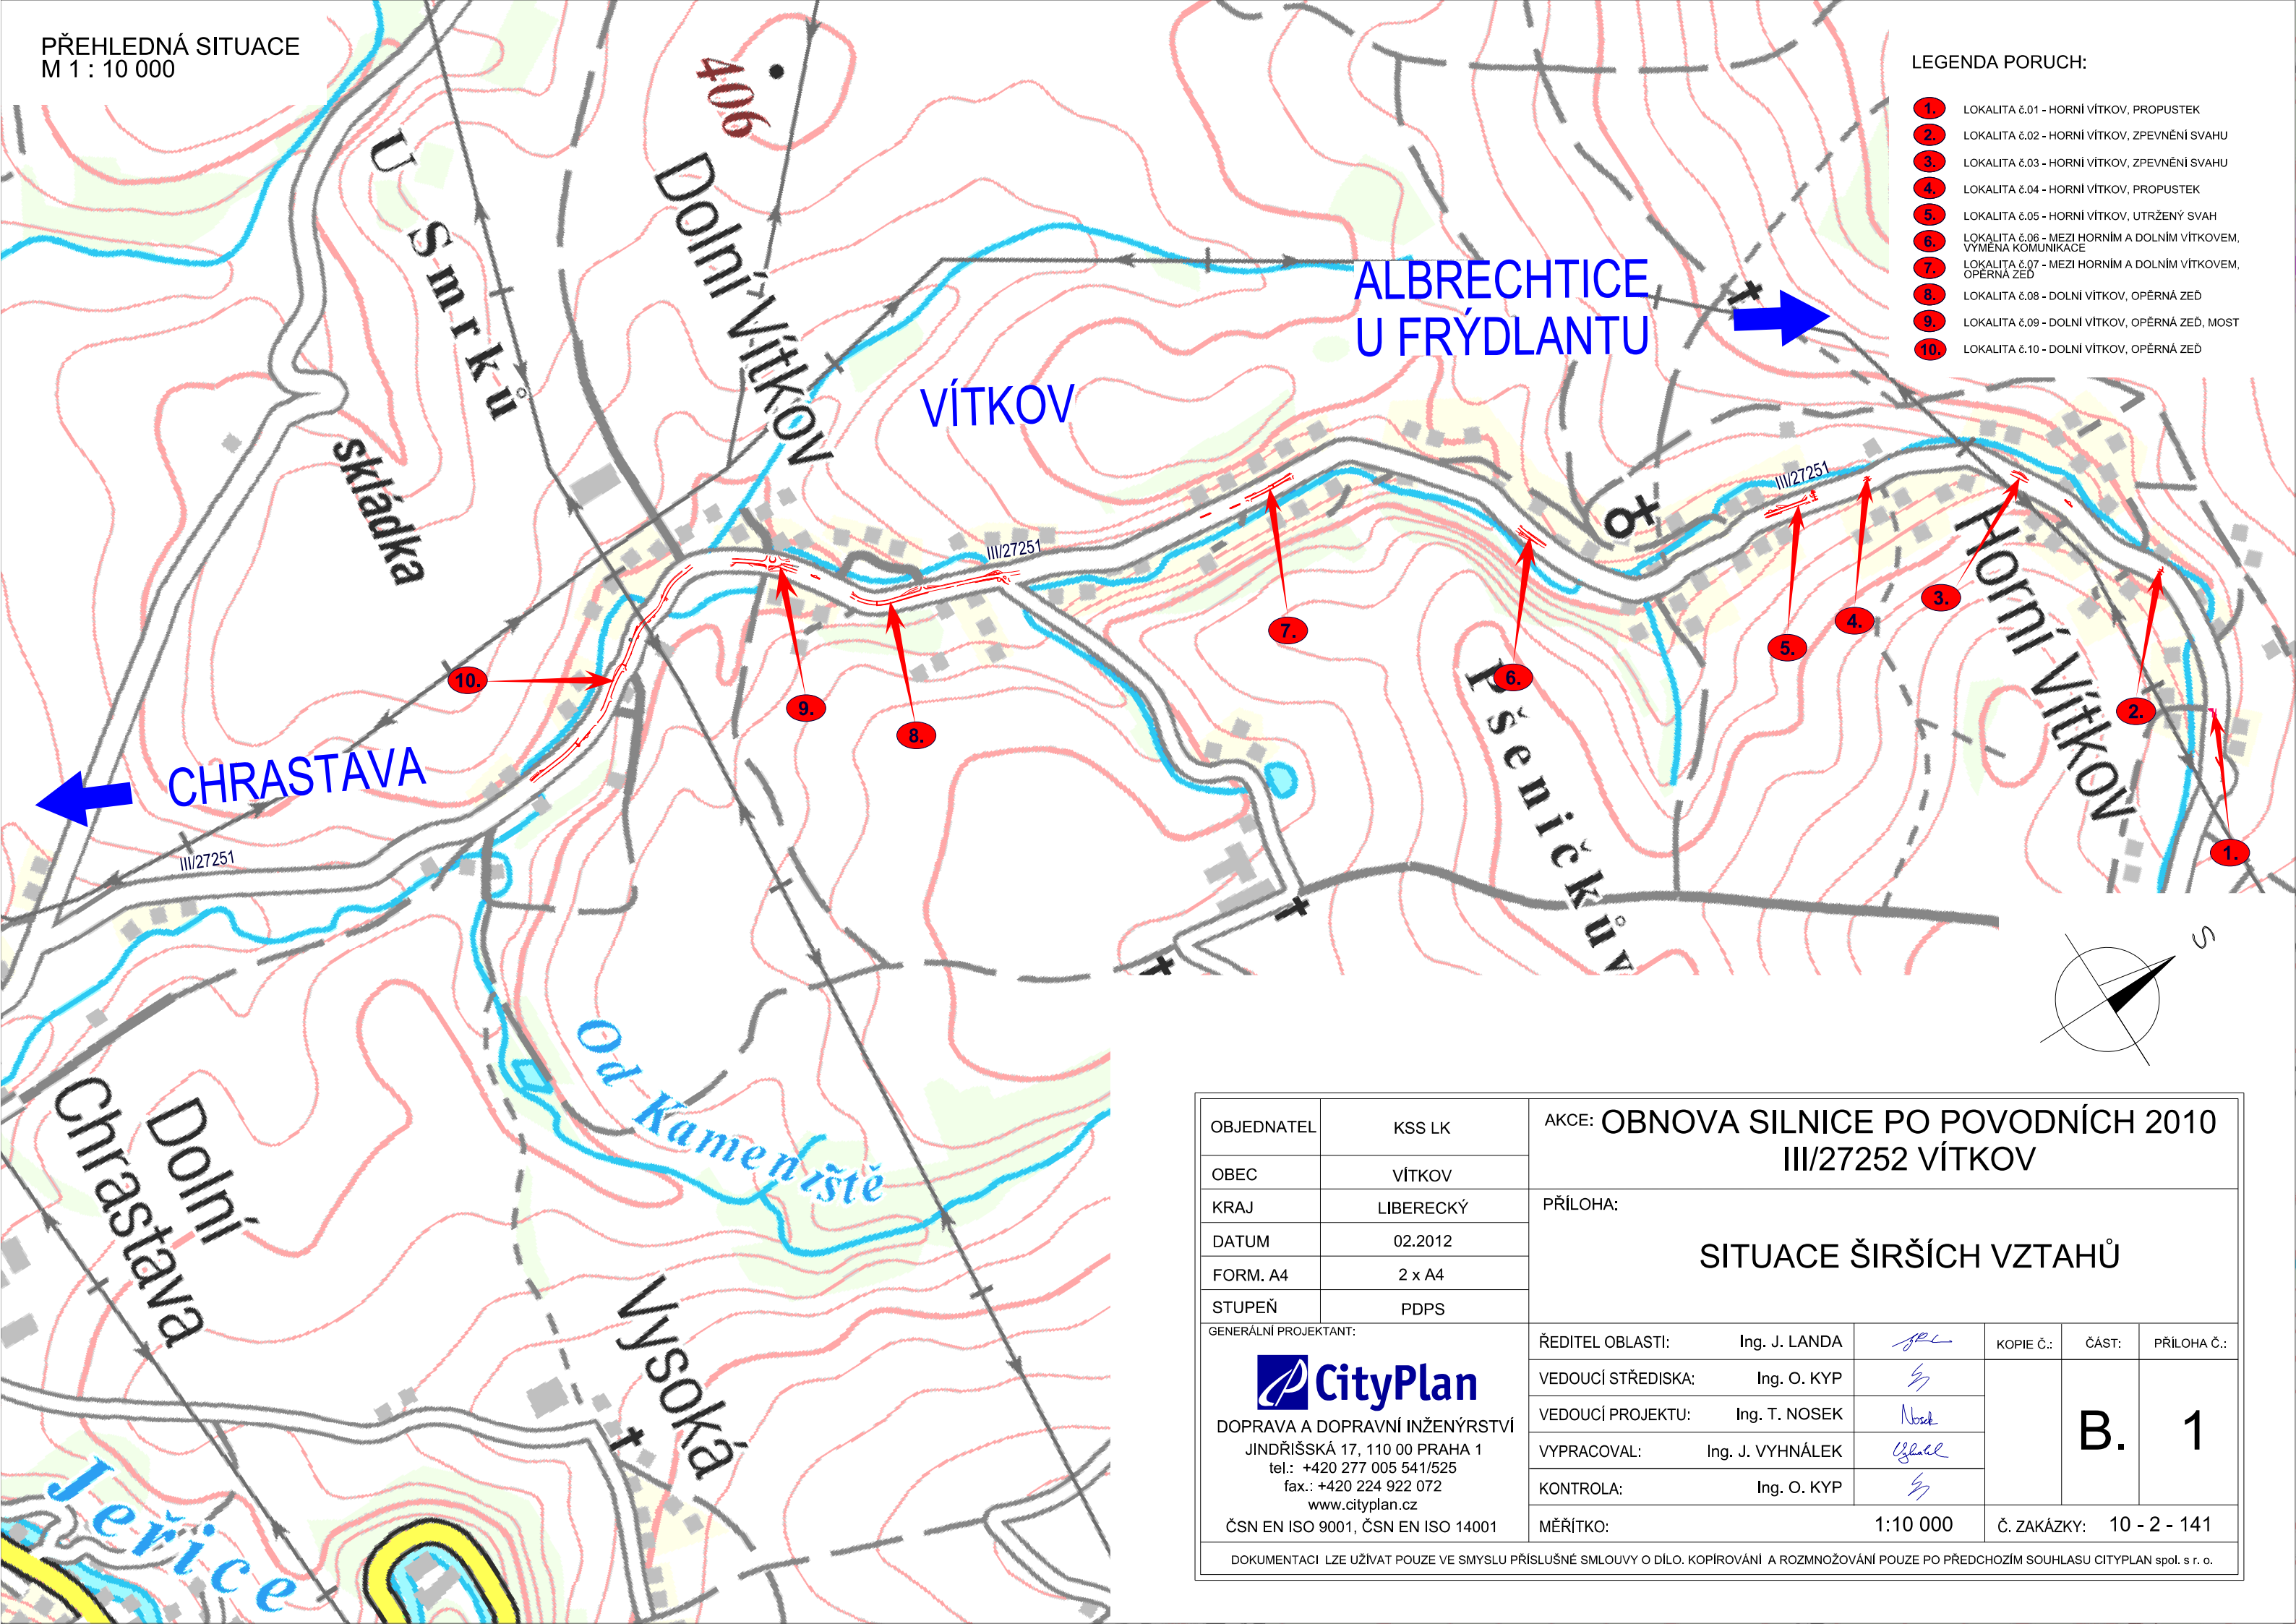 PŘEHLEDNÁ SITUACE
M 1 : 10 000
406
U Smrků
Dolní Vítkov
skládka
VÍTKOV
ALBRECHTICE
U FRÝDLANTU
LEGENDA PORUCH:
1. LOKALITA č.01 - HORNÍ VÍTKOV, PROPUSTEK
2. LOKALITA č.02 - HORNÍ VÍTKOV, ZPEVNĚNÍ SVAHU
3. LOKALITA č.03 - HORNÍ VÍTKOV, ZPEVNĚNÍ SVAHU
4. LOKALITA č.04 - HORNÍ VÍTKOV, PROPUSTEK
5. LOKALITA č.05 - HORNÍ VÍTKOV, UTRŽENÝ SVAH
6. LOKALITA č.06 - MEZI HORNÍM A DOLNÍM VÍTKOVEM,
VÝMĚNA KOMUNIKACE
7. LOKALITA č.07 - MEZI HORNÍM A DOLNÍM VÍTKOVEM,
OPĚRNÁ ZEĎ
8. LOKALITA č.08 - DOLNÍ VÍTKOV, OPĚRNÁ ZEĎ
9. LOKALITA č.09 - DOLNÍ VÍTKOV, OPĚRNÁ ZEĎ, MOST
10. LOKALITA č.10 - DOLNÍ VÍTKOV, OPĚRNÁ ZEĎ
III/27251
III/27251
III/27251
Horní Vítkov
Pšeničkův
10.
9.
8.
7.
6.
5.
4.
3.
2.
1.
CHRASTAVA
Od Kameniště
Dolní
Chrastava
Vysoká
Jeřice
S
OBJEDNATEL KSS LK
OBEC VÍTKOV
KRAJ LIBERECKÝ
DATUM 02.2012
FORM. A4 2 x A4
STUPEŇ PDPS
AKCE: OBNOVA SILNICE PO POVODNÍCH 2010
III/27252 VÍTKOV
PŘÍLOHA:
SITUACE ŠIRŠÍCH VZTAHŮ
GENERÁLNÍ PROJEKTANT:
CityPlan
DOPRAVA A DOPRAVNÍ INŽENÝRSTVÍ
JINDŘIŠSKÁ 17, 110 00 PRAHA 1
tel.: +420 277 005 541/525
fax.: +420 224 922 072
www.cityplan.cz
ČSN EN ISO 9001, ČSN EN ISO 14001
ŘEDITEL OBLASTI: Ing. J. LANDA
VEDOUCÍ STŘEDISKA: Ing. O. KYP
VEDOUCÍ PROJEKTU: Ing. T. NOSEK Nosek
VYPRACOVAL: Ing. J. VYHNÁLEK
KONTROLA: Ing. O. KYP
MĚŘÍTKO: 1:10 000
KOPIE Č.: ČÁST: PŘÍLOHA Č.:
B. 1
Č. ZAKÁZKY: 10 - 2 - 141
DOKUMENTACI LZE UŽÍVAT POUZE VE SMYSLU PŘÍSLUŠNÉ SMLOUVY O DÍLO. KOPÍROVÁNÍ A ROZMNOŽOVÁNÍ POUZE PO PŘEDCHOZÍM SOUHLASU CITYPLAN spol. s r. o.